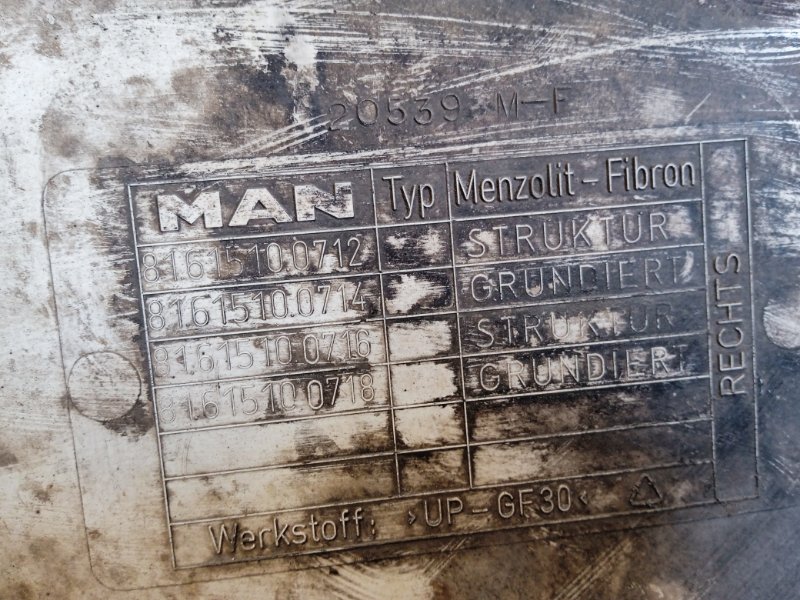 20539 M-F
MAN Typ Menzolit-Fibron
81.61510.0712 STRUKTUR
81.61510.0714 GRUNDIERT
81.61510.0716 STRUKTUR
81.61510.0718 GRUNDIERT
RECHTS
Werkstoff: >UP-GF30<